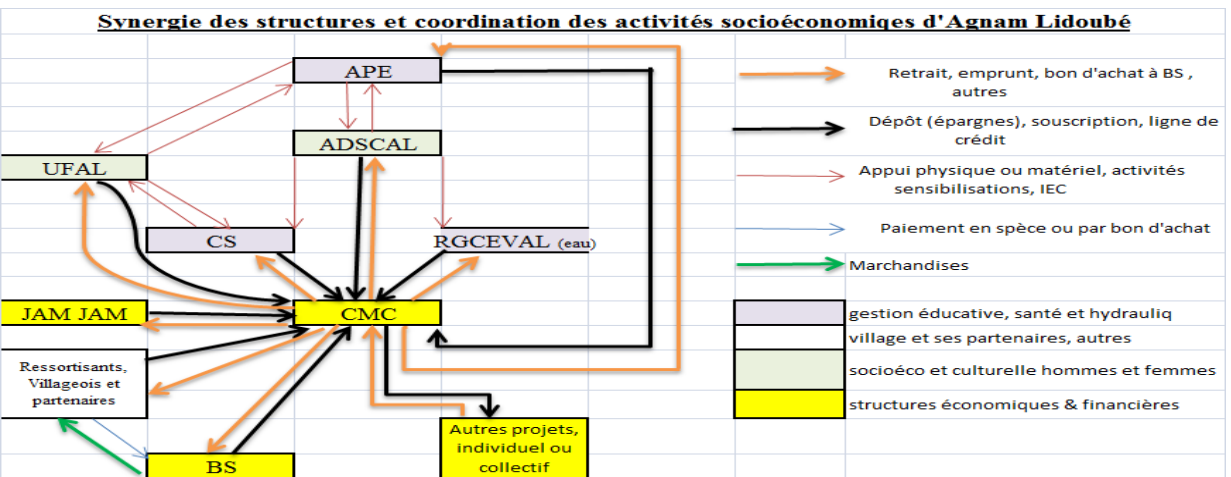 Synergie des structures et coordination des activités socioéconomiqes d'Agnam Lidoubé
APE
ADSCAL
UFAL
CS
RGCEVAL (eau)
JAM JAM
CMC
Ressortisants,
Villageois et
partenaires
BS
Autres projets,
individuel ou
collectif
Retrait, emprunt, bon d'achat à BS ,
autres
Dépôt (épargnes), souscription, ligne de
crédit
Appui physique ou matériel, activités
sensibilisations, IEC
Paiement en spèce ou par bon d'achat
Marchandises
gestion éducative, santé et hydrauliq
village et ses partenaires, autres
socioéco et culturelle hommes et femmes
structures économiques & financières